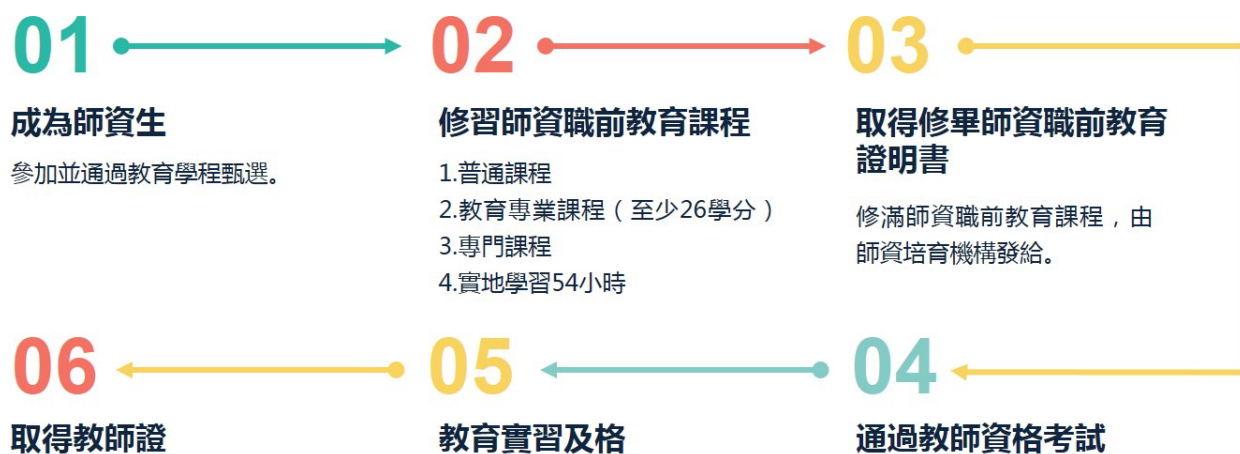 01
成為師資生
參加並通過教育學程甄選。
02
修習師資職前教育課程
1.普通課程
2.教育專業課程（至少26學分）
3.專門課程
4.實地學習54小時
03
取得修畢師資職前教育
證明書
修滿師資職前教育課程，由
師資培育機構發給。
04
通過教師資格考試
05
教育實習及格
06
取得教師證